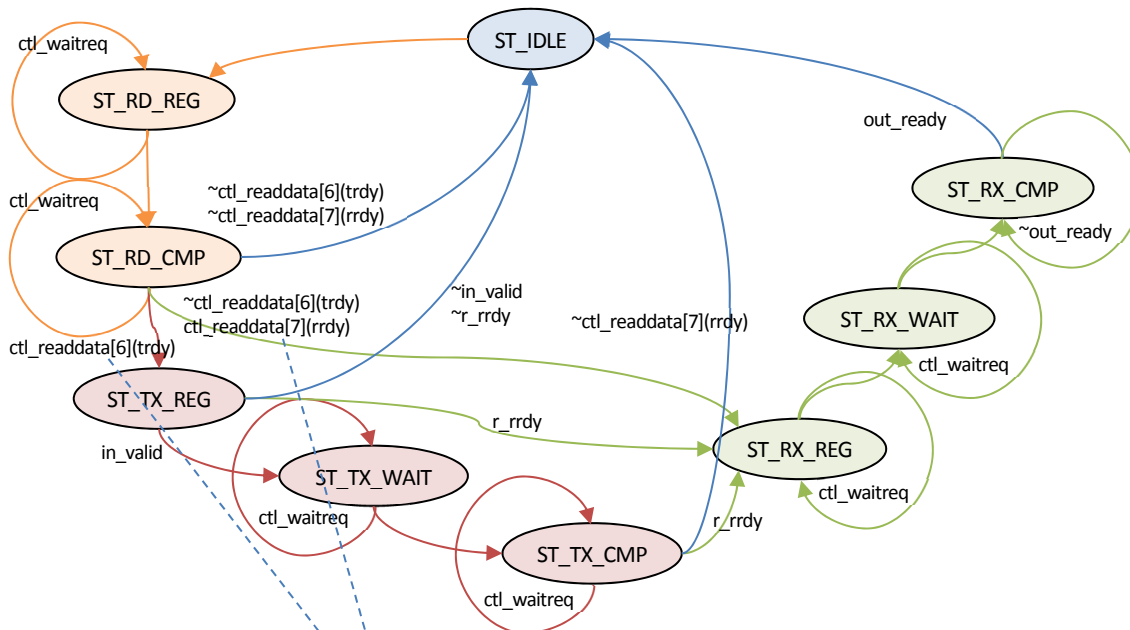 ST_IDLE
ctl_waitreq
ST_RD_REG
out_ready
ctl_waitreq
~ctl_readdata[6](trdy)
~ctl_readdata[7](rrdy)
ST_RX_CMP
~out_ready
ST_RD_CMP
~in_valid
~r_rrdy
~ctl_readdata[6](trdy)
ctl_readdata[7](rrdy)
~ctl_readdata[7](rrdy)
ST_RX_WAIT
ctl_readdata[6](trdy)
ctl_waitreq
ST_TX_REG
r_rrdy
in_valid
ST_RX_REG
ST_TX_WAIT
ctl_waitreq
ctl_waitreq
r_rrdy
ST_TX_CMP
ctl_waitreq